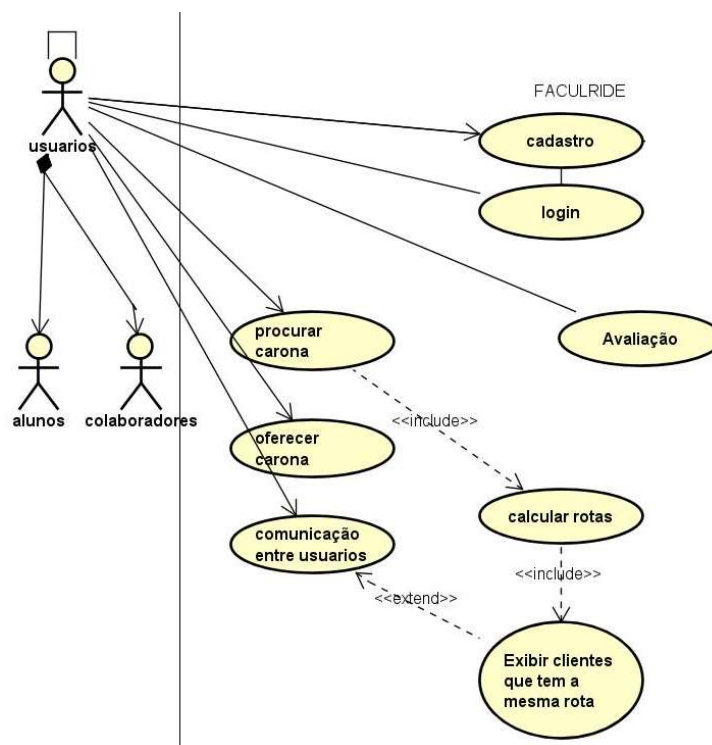 FACULRIDE
usuarios
cadastro
login
procurar
carona
Avaliação
alunos
colaboradores
<<include>>
oferecer
carona
calcular rotas
comunicação
entre usuarios
<<include>>
<<extend>>
Exibir clientes
que tem a
mesma rota